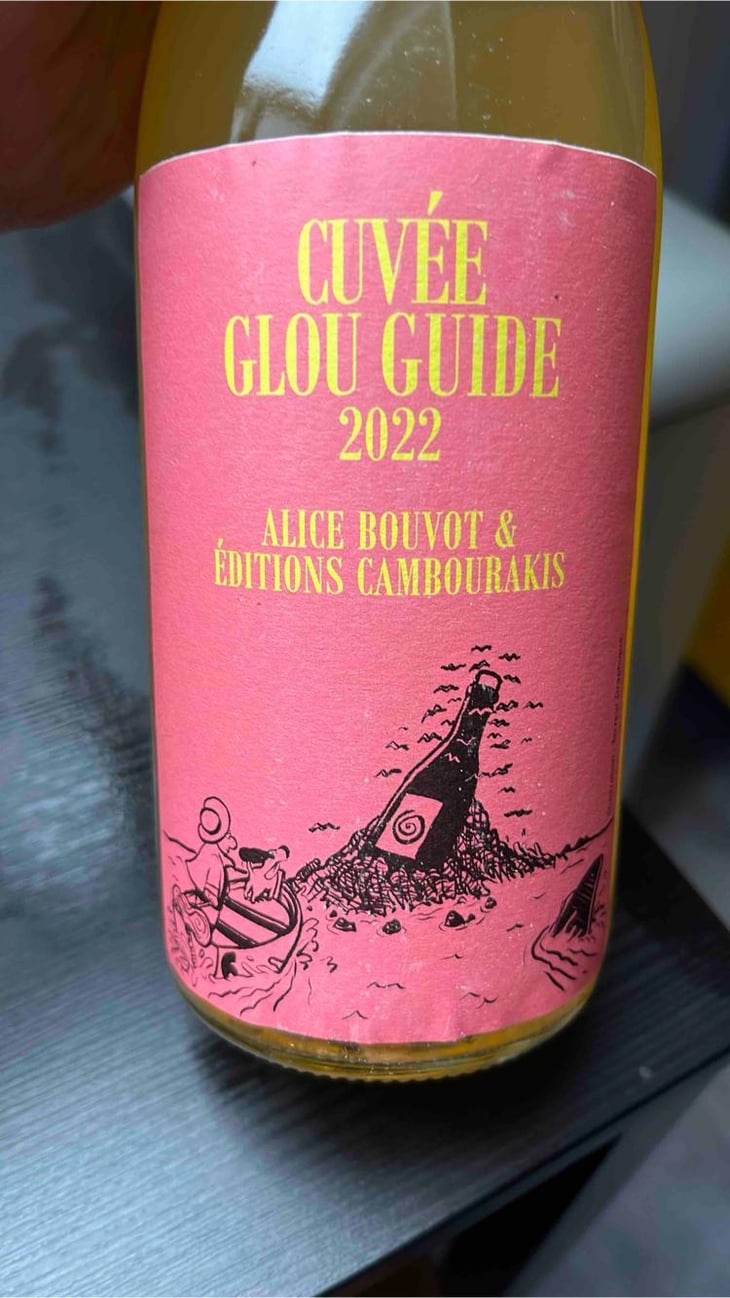 CUVÉE
GLOU GUIDE
2022
ALICE BOUVOT &
ÉDITIONS CAMBOURAKIS